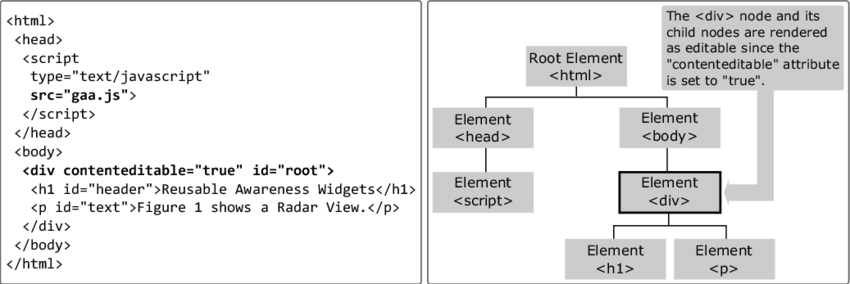 <html>
<head>
<script
type="text/javascript"
src="gaa.js">
</script>
</head>
<body>
<div contenteditable="true" id="root">
<h1 id="header">Reusable Awareness Widgets</h1>
<p id="text">Figure 1 shows a Radar View.</p>
</div>
</body>
</html>
The <div> node and its
child nodes are rendered
as editable since the
"contenteditable" attribute
is set to "true".
Root Element
<html>
Element
<head>
Element
<body>
Element
<script>
Element
<div>
Element
<h1>
Element
<p>